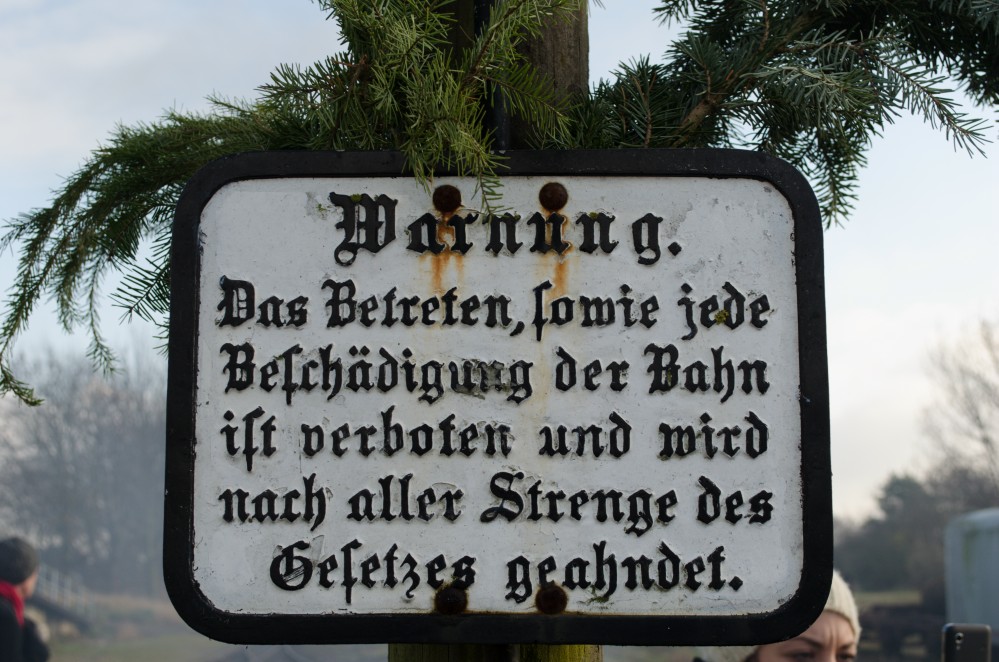 Warnung.
Das Betreten, ſowie jede
Beſchädigung der Bahn
iſt verboten und wird
nach aller Strenge des
Geſetzes geahndet.